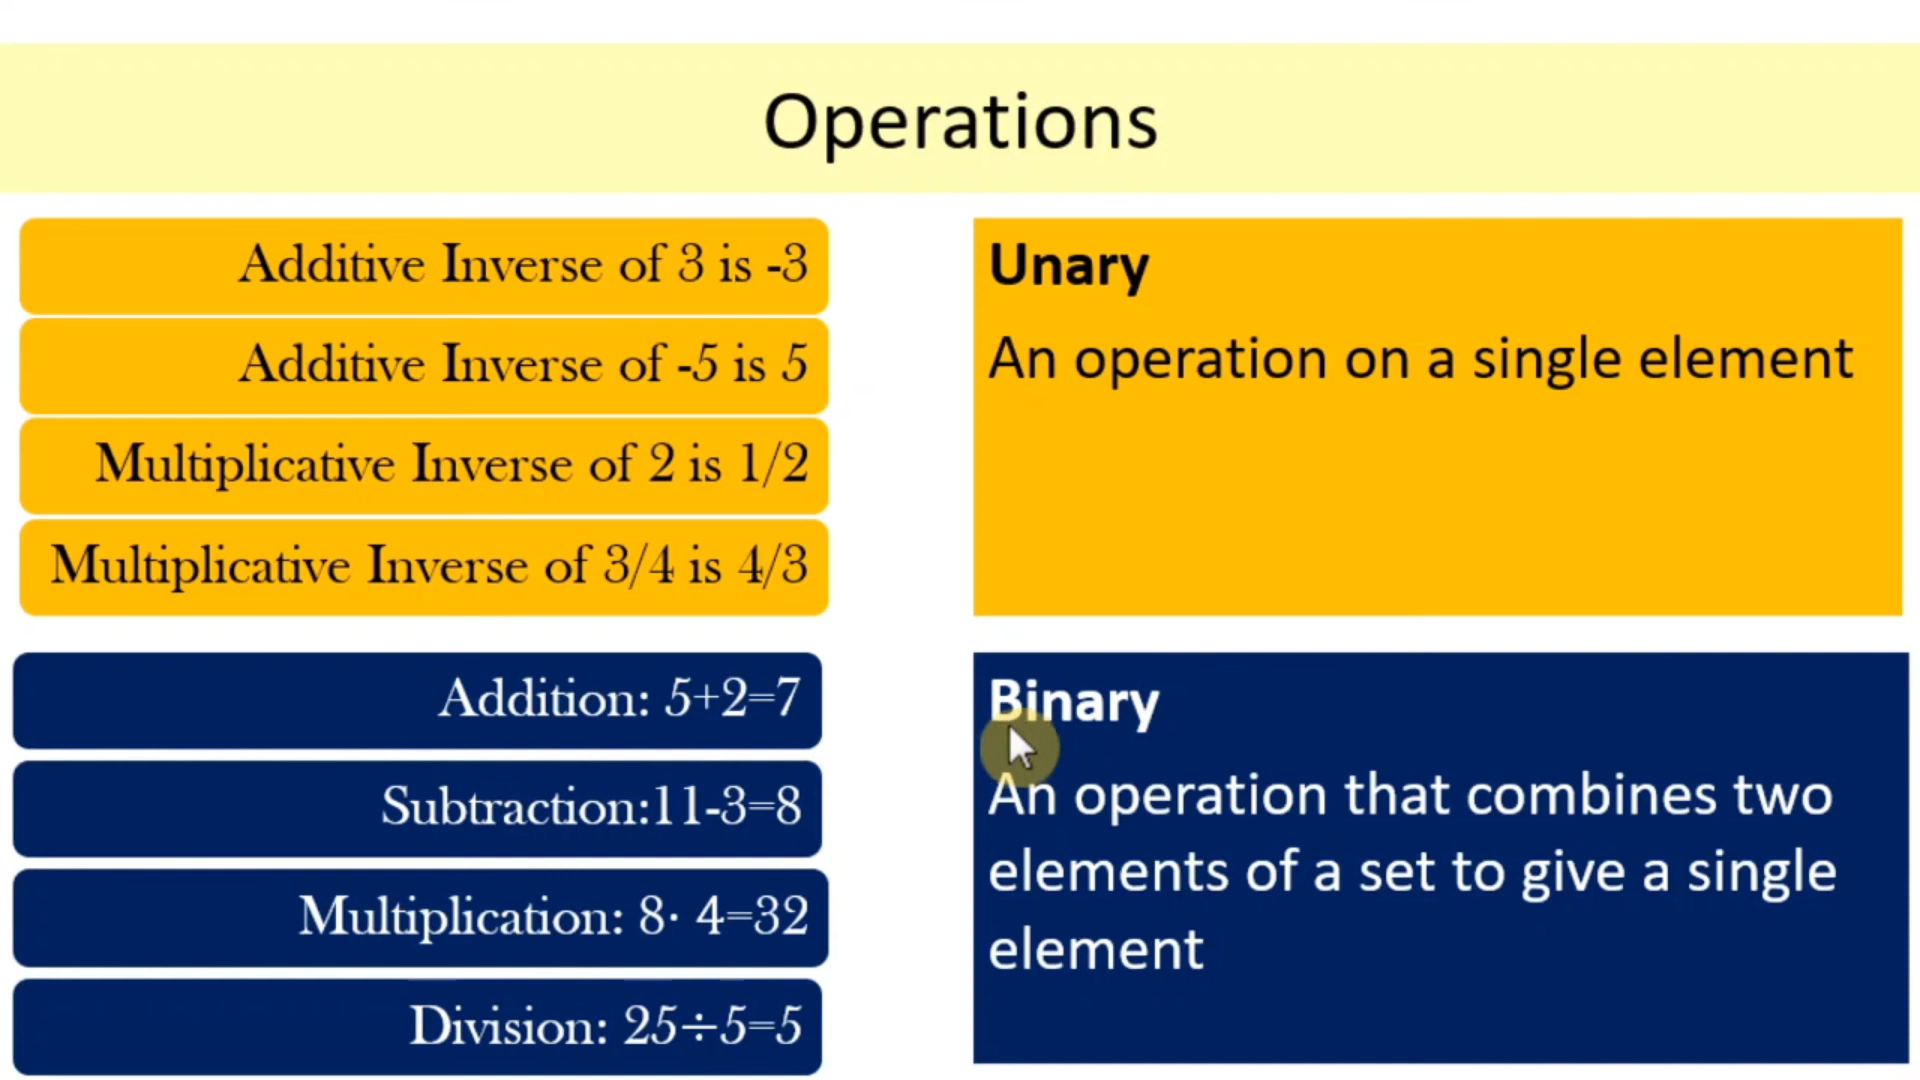 Operations
Additive Inverse of 3 is -3
Additive Inverse of -5 is 5
Multiplicative Inverse of 2 is 1/2
Multiplicative Inverse of 3/4 is 4/3
Unary
An operation on a single element
Addition: 5+2=7
Subtraction:11-3=8
Multiplication: 8· 4=32
Division: 25÷5=5
Binary
An operation that combines two
elements of a set to give a single
element